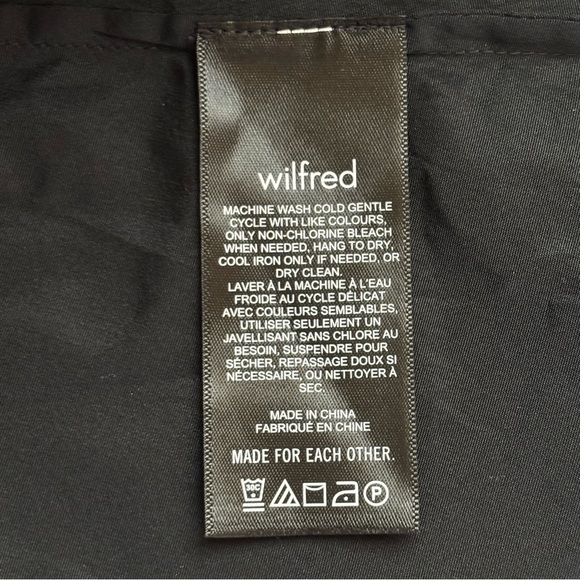 wilfred
MACHINE WASH COLD GENTLE
CYCLE WITH LIKE COLOURS,
ONLY NON-CHLORINE BLEACH
WHEN NEEDED, HANG TO DRY,
COOL IRON ONLY IF NEEDED, OR
DRY CLEAN.
LAVER À LA MACHINE À L'EAU
FROIDE AU CYCLE DÉLICAT
AVEC COULEURS SEMBLABLES,
UTILISER SEULEMENT UN
JAVELLISANT SANS CHLORE AU
BESOIN, SUSPENDRE POUR
SÉCHER, REPASSAGE DOUX SI
NÉCESSAIRE, OU NETTOYER À
SEC.
MADE IN CHINA
FABRIQUÉ EN CHINE
MADE FOR EACH OTHER.
30C P